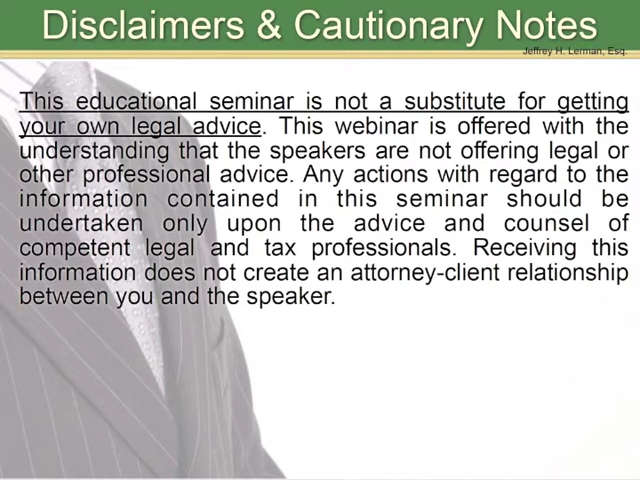 Disclaimers & Cautionary Notes
Jeffrey H. Lerman, Esq.
This educational seminar is not a substitute for getting
your own legal advice. This webinar is offered with the
understanding that the speakers are not offering legal or
other professional advice. Any actions with regard to the
information contained in this seminar should be
undertaken only upon the advice and counsel of
competent legal and tax professionals. Receiving this
information does not create an attorney-client relationship
between you and the speaker.